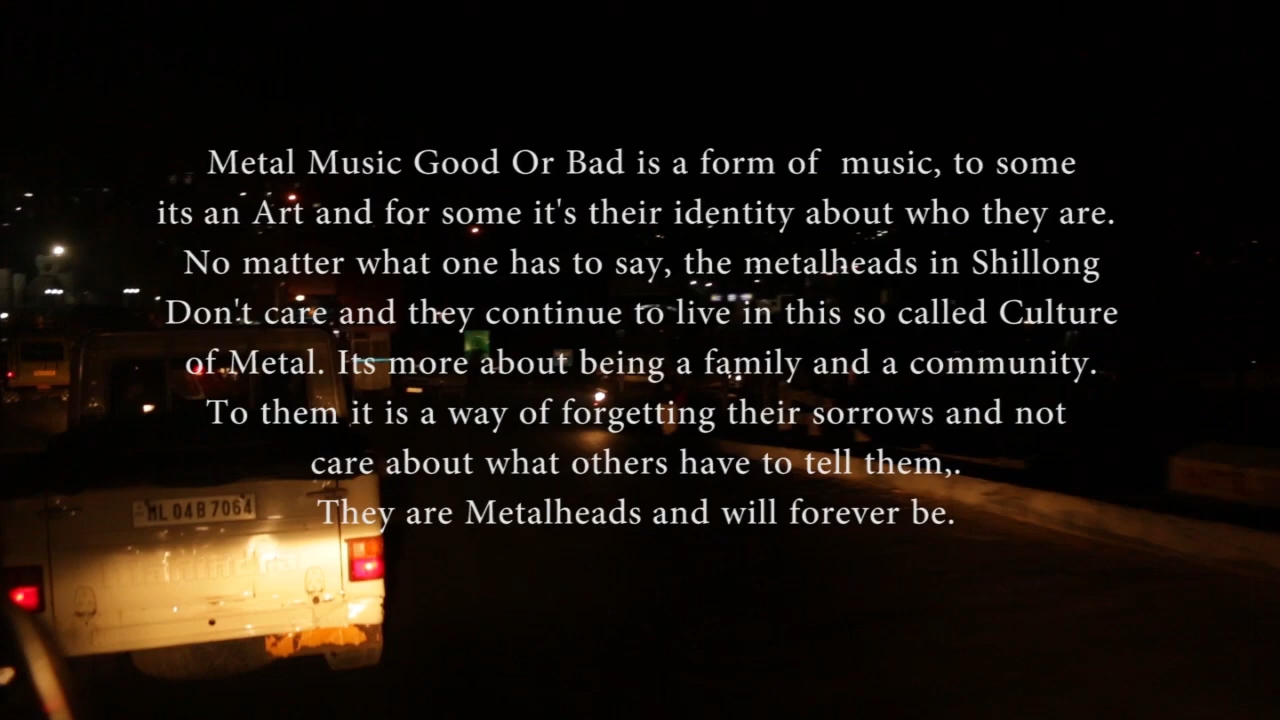 Metal Music Good Or Bad is a form of  music, to some
its an Art and for some it's their identity about who they are.
No matter what one has to say, the metalheads in Shillong
Don't care and they continue to live in this so called Culture
of Metal. Its more about being a family and a community.
To them it is a way of forgetting their sorrows and not
care about what others have to tell them,.
They are Metalheads and will forever be.
ML 04B 7064